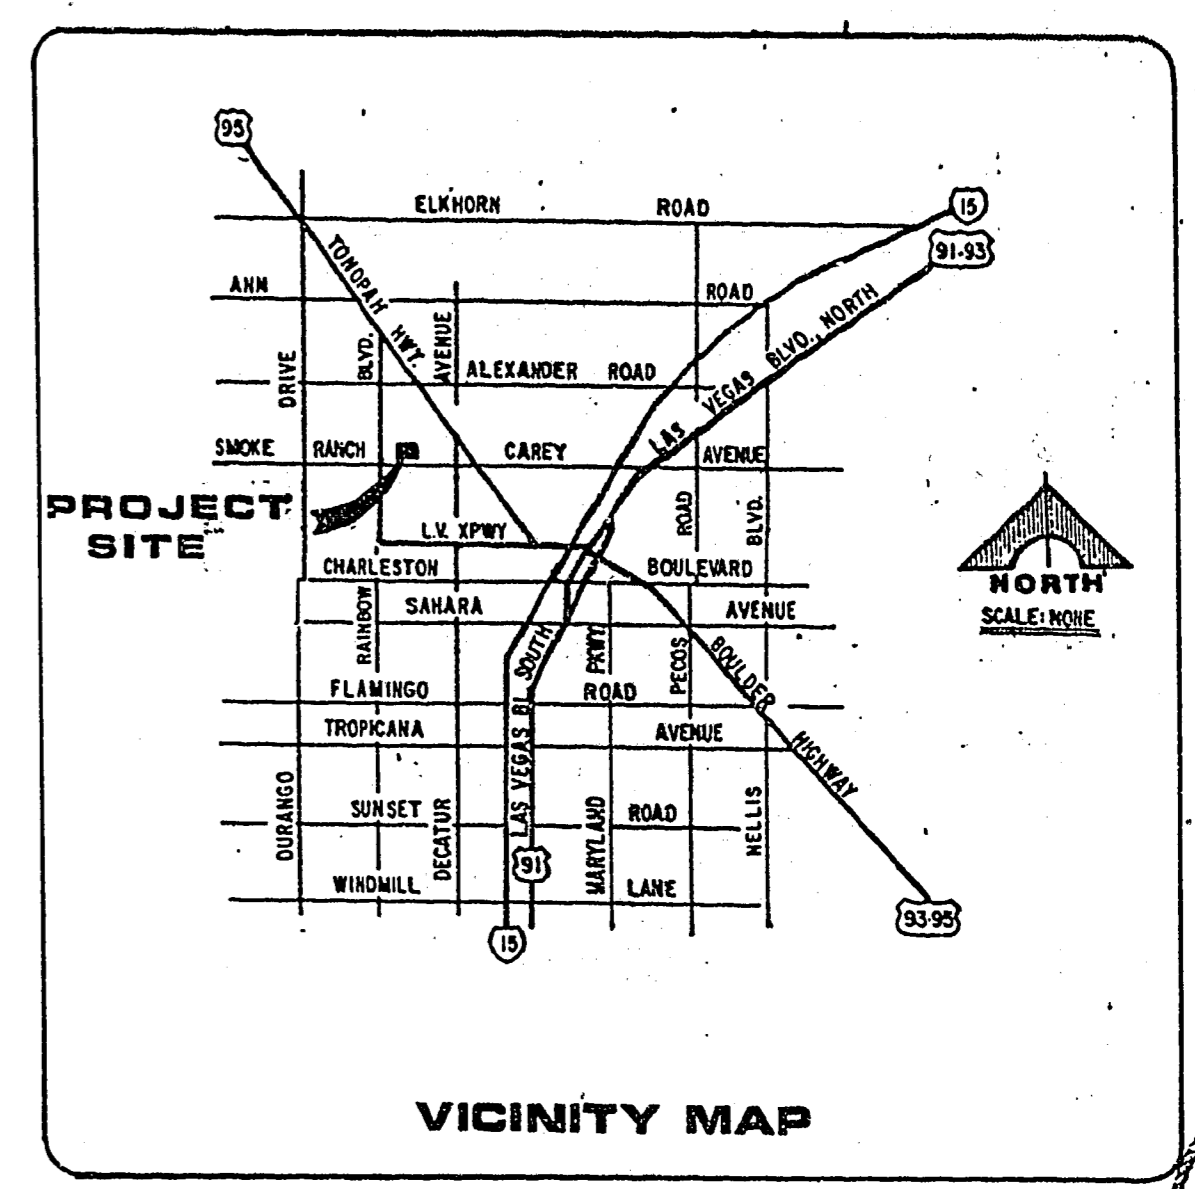 95
ELKHORN ROAD
15
91-93
TONOPAH HWY.
ANN ROAD
LAS VEGAS BLVD., NORTH
DRIVE
BLVD.
AVENUE
ALEXANDER ROAD
SMOKE RANCH CAREY AVENUE
PROJECT
SITE
L.V. XPWY
ROAD
BLVD.
CHARLESTON BOULEVARD
NORTH
SCALE: NONE
SAHARA AVENUE
RAINBOW
SOUTH
PKWY.
PECOS
BOULDER HIGHWAY
FLAMINGO ROAD
TROPICANA AVENUE
LAS VEGAS BL.
DURANGO
SUNSET ROAD
DECATUR
MARYLAND
NELLIS
91
WINDMILL LANE
93-95
15
VICINITY MAP